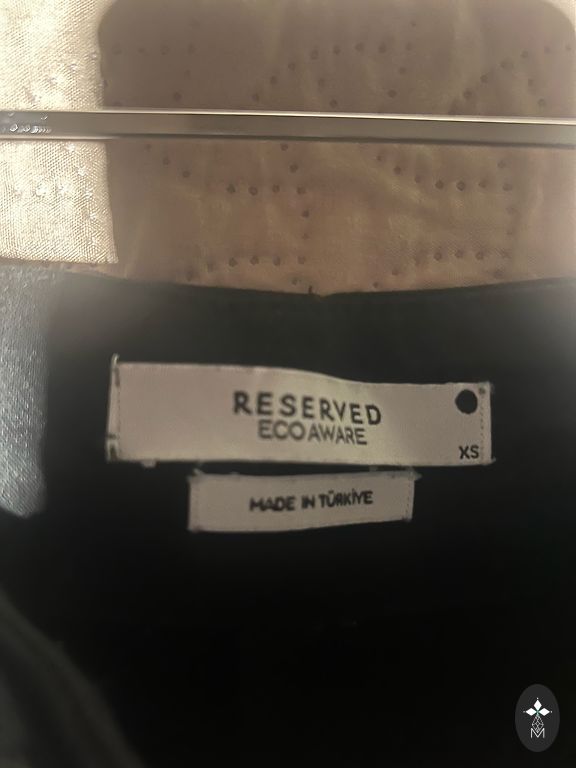 RESERVED
ECO AWARE
XS
MADE IN TÜRKİYE